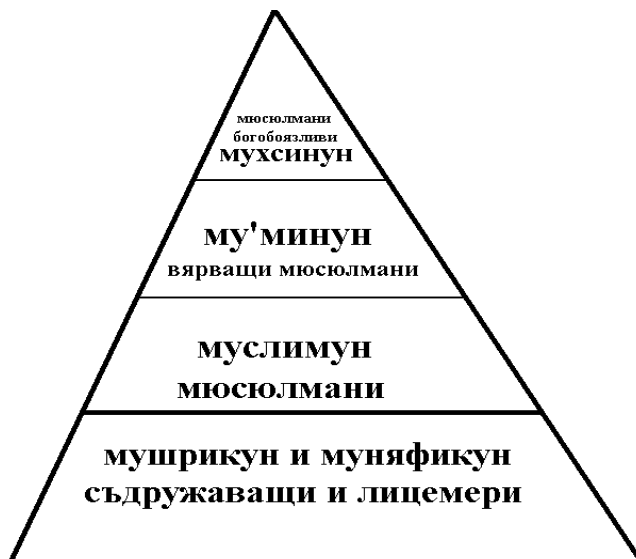 мюсюлмани
богобоязливи
мухсинун
му'минун
вярващи мюсюлмани
муслимун
мюсюлмани
мушрикун и муняфикун
съдружаващи и лицемери